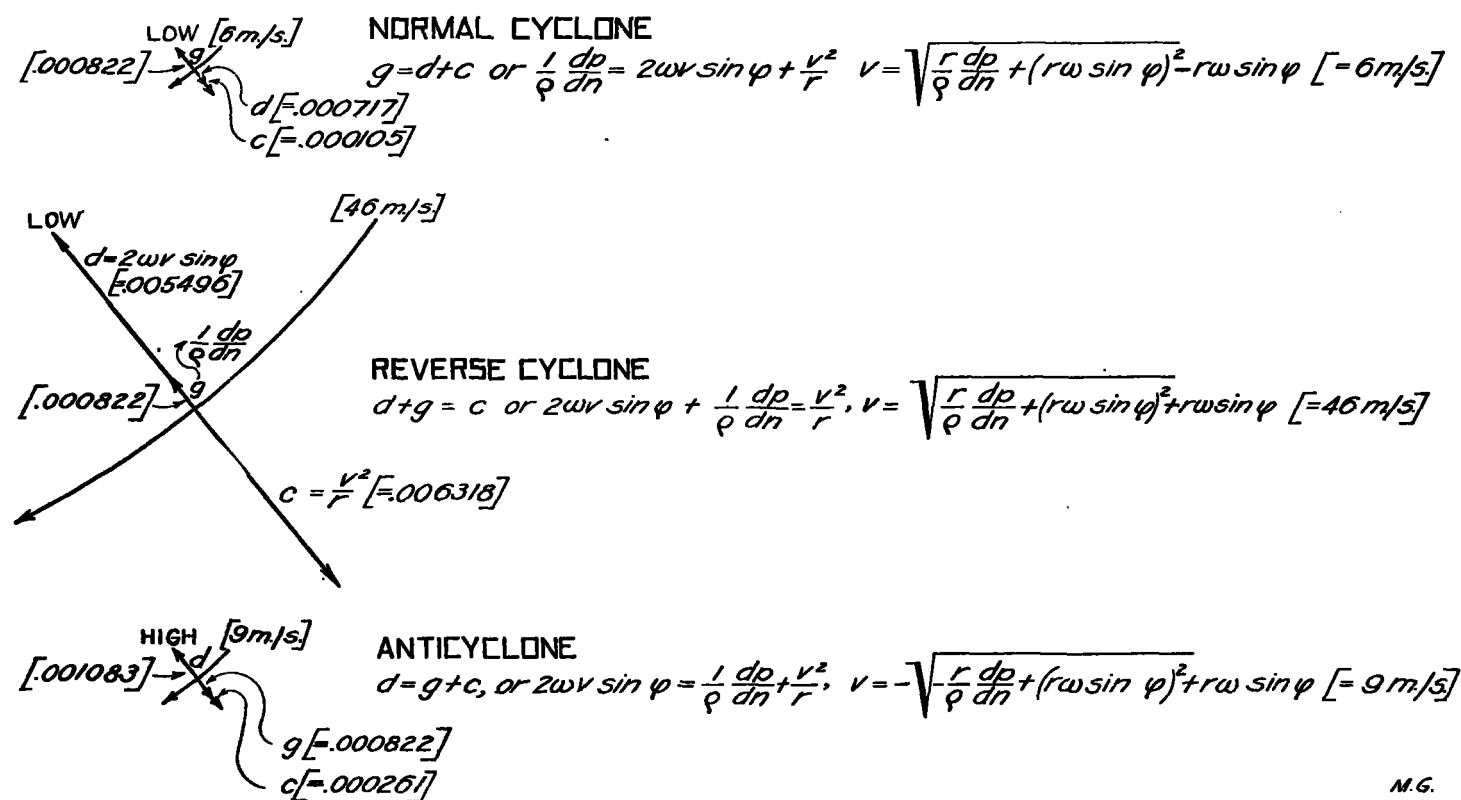 NORMAL CYCLONE
LOW [6m/s.]
[.000822] g
g=d+c or 1/ρ dp/dn = 2ωv sin φ + v²/r v = √(r/ρ dp/dn + (rω sin φ)²) - rω sin φ [= 6m/s.]
d[=.000717]
c[=.000105]
LOW [46 m/s.]
d=2ωv sin φ
[=.005496]
1/ρ dp/dn
g
[.000822]
REVERSE CYCLONE
d+g = c or 2ωv sin φ + 1/ρ dp/dn = v²/r, v = √(r/ρ dp/dn + (rω sin φ)²) + rω sin φ [=46 m/s.]
c = v²/r [=.006318]
HIGH [9m/s.]
[.001083] d
ANTICYCLONE
d = g+c, or 2ωv sin φ = 1/ρ dp/dn + v²/r, v = -√(-r/ρ dp/dn + (rω sin φ)²) + rω sin φ [= 9 m/s.]
g[=.000822]
c[=.000261]
M.G.